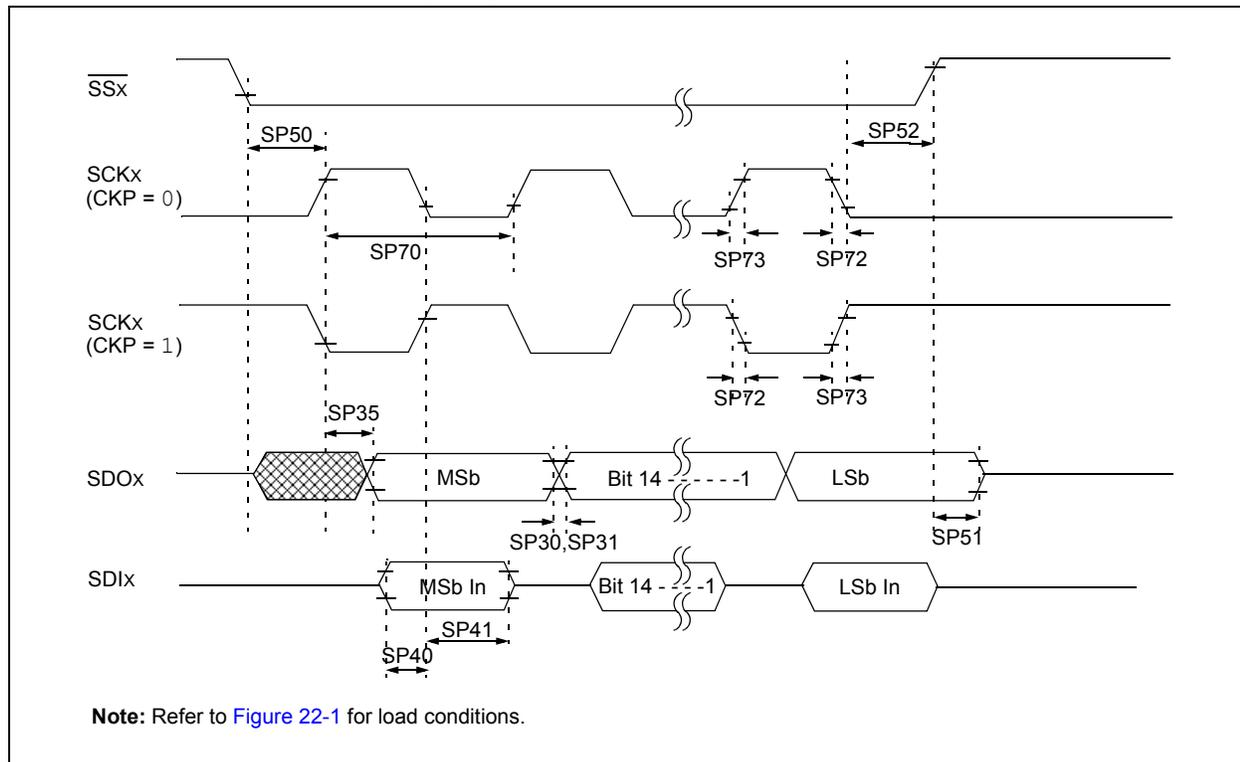 SSx
SP50
SP52
SCKx
(CKP = 0)
SP70
SP73
SP72
SCKx
(CKP = 1)
SP72
SP73
SP35
SDOx
MSb
Bit 14 - - - - - -1
LSb
SP30,SP31
SP51
SDIx
MSb In
Bit 14 - - - -1
LSb In
SP41
SP40
Note: Refer to Figure 22-1 for load conditions.